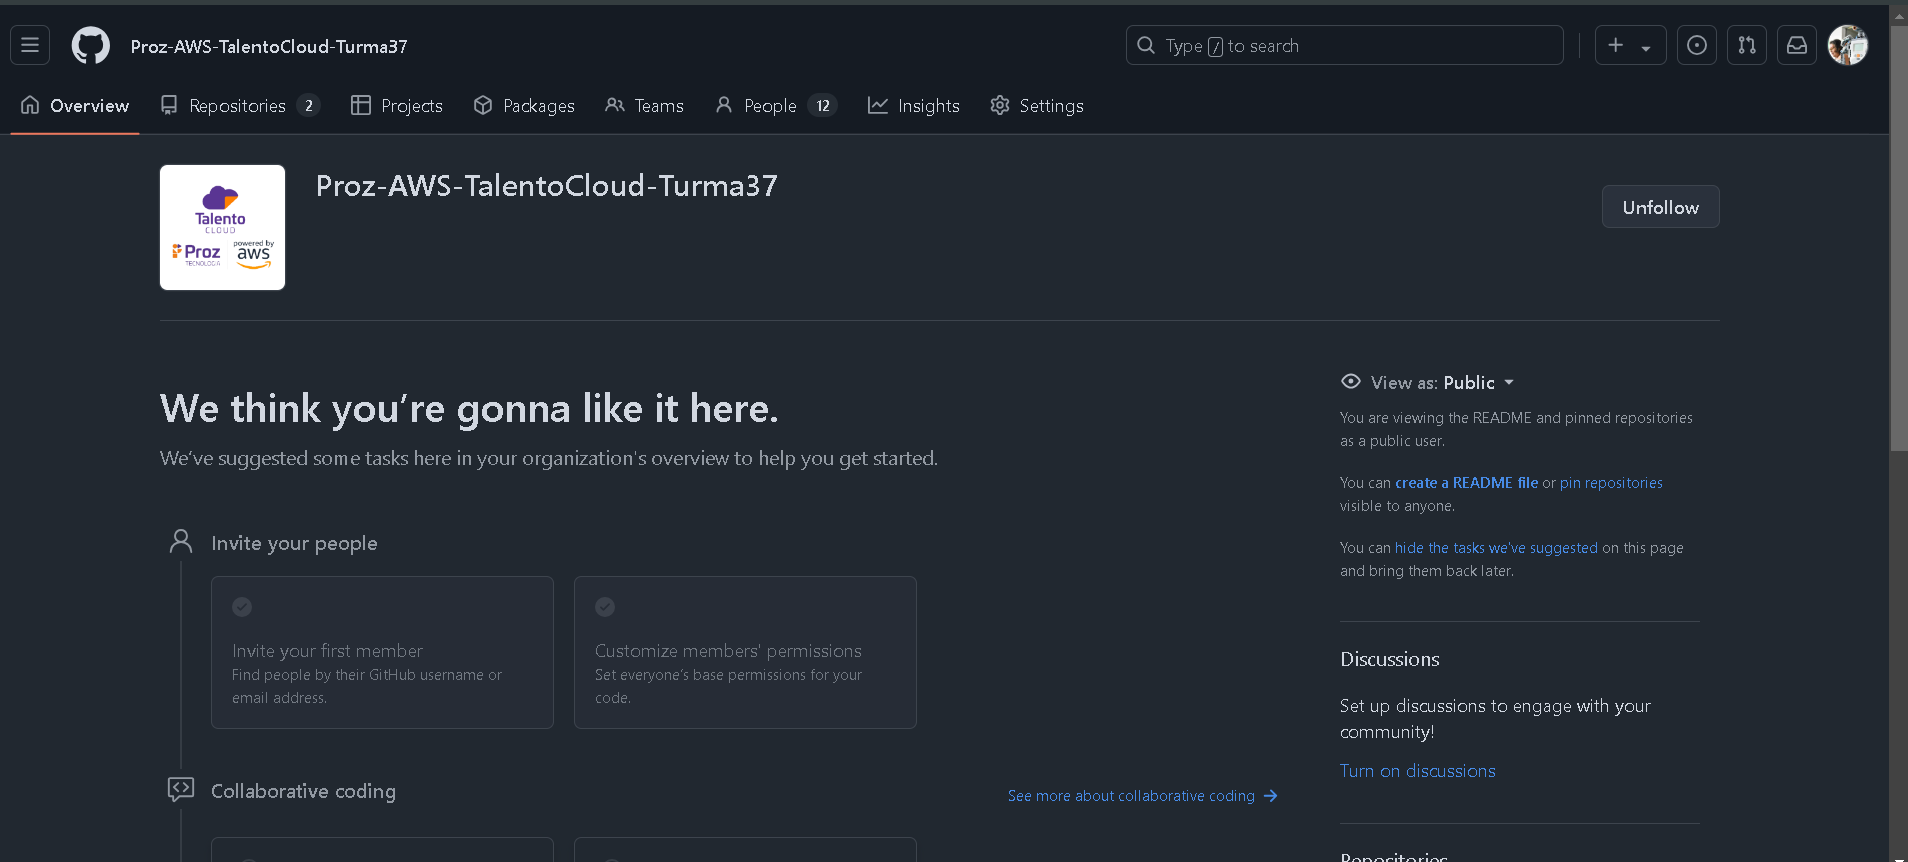 Proz-AWS-TalentoCloud-Turma37
Type / to search
Overview
Repositories 2
Projects
Packages
Teams
People 12
Insights
Settings
Talento
CLOUD
Proz
TECNOLOGIA
powered by
aws
Proz-AWS-TalentoCloud-Turma37
Unfollow
We think you're gonna like it here.
We've suggested some tasks here in your organization's overview to help you get started.
Invite your people
Invite your first member
Find people by their GitHub username or
email address.
Customize members' permissions
Set everyone's base permissions for your
code.
Collaborative coding
See more about collaborative coding
View as: Public
You are viewing the README and pinned repositories
as a public user.
You can create a README file or pin repositories
visible to anyone.
You can hide the tasks we've suggested on this page
and bring them back later.
Discussions
Set up discussions to engage with your
community!
Turn on discussions
Repositories